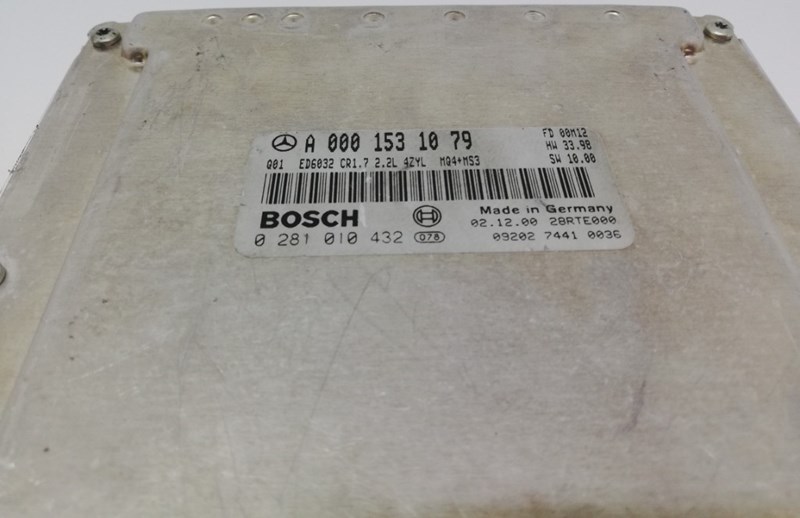 A 000 153 10 79
FD 00M12
HW 33.98
Q01 ED6032 CR1.7 2.2L 4ZYL MQ4+MS3
SW 10.00
BOSCH
Made in Germany
02.12.00 28RTE000
0 281 010 432 078
09202 7441 0036